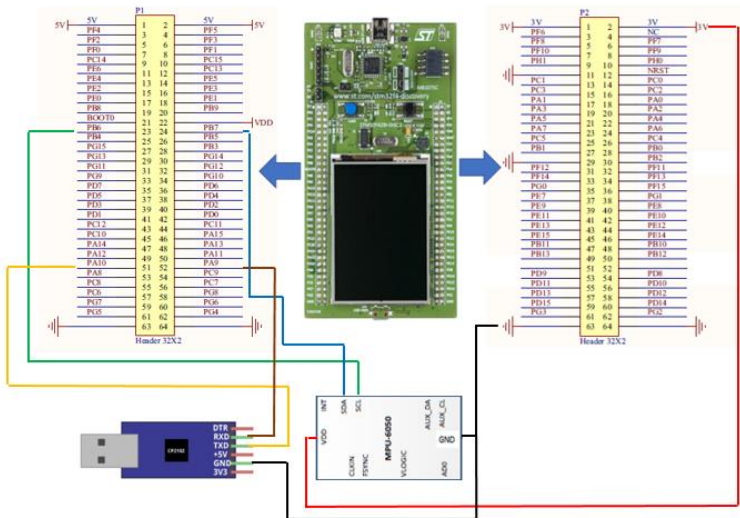 P1
5V 5V 1 2 5V 5V
PF4 3 4 PF5
PF2 5 6 PF3
PF0 7 8 PF1
PC14 9 10 PC15
PE6 11 12 PC13
PE4 13 14 PE5
PE2 15 16 PE3
PE0 17 18 PE1
PB8 19 20 PB9
BOOT0 21 22 VDD
PB6 23 24 PB7
PB4 25 26 PB5
PG15 27 28 PB3
PG13 29 30 PG14
PG11 31 32 PG12
PG9 33 34 PG10
PD7 35 36 PD6
PD5 37 38 PD4
PD3 39 40 PD2
PD1 41 42 PD0
PC12 43 44 PC11
PC10 45 46 PA15
PA14 47 48 PA13
PA12 49 50 PA11
PA10 51 52 PA9
PA8 53 54 PC9
PC8 55 56 PC7
PC6 57 58 PG8
PG7 59 60 PG6
PG5 61 62 PG4
63 64
Header 32X2
ST
www.st.com/stm32f4-discovery
P2
3V 3V 1 2 3V 3V
PF6 3 4 NC
PF8 5 6 PF7
PF10 7 8 PF9
PH1 9 10 PH0
11 12 NRST
PC1 13 14 PC0
PC3 15 16 PC2
PA1 17 18 PA0
PA3 19 20 PA2
PA5 21 22 PA4
PA7 23 24 PA6
PC5 25 26 PC4
PB1 27 28 PB0
29 30 PB2
PF12 31 32 PF11
PF14 33 34 PF13
PG0 35 36 PF15
PE7 37 38 PG1
PE9 39 40 PE8
PE11 41 42 PE10
PE13 43 44 PE12
PE15 45 46 PE14
PB11 47 48 PB10
PB13 49 50 PB12
51 52
PD9 53 54 PD8
PD11 55 56 PD10
PD13 57 58 PD12
PD15 59 60 PD14
PG3 61 62 PG2
63 64
Header 32X2
DTR
RXD
TXD
+5V
GND
3V3
CP2102
INT
SDA
SCL
AUX_DA
AUX_CL
VDD
MPU-6050
GND
CLKIN
FSYNC
VLOGIC
AD0